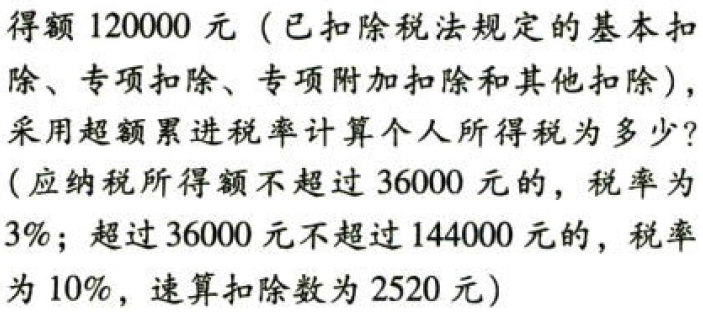 得额 120000 元（已扣除税法规定的基本扣
除、专项扣除、专项附加扣除和其他扣除），
采用超额累进税率计算个人所得税为多少？
（应纳税所得额不超过 36000 元的，税率为
3%；超过 36000 元不超过 144000 元的，税率
为 10%，速算扣除数为 2520 元）